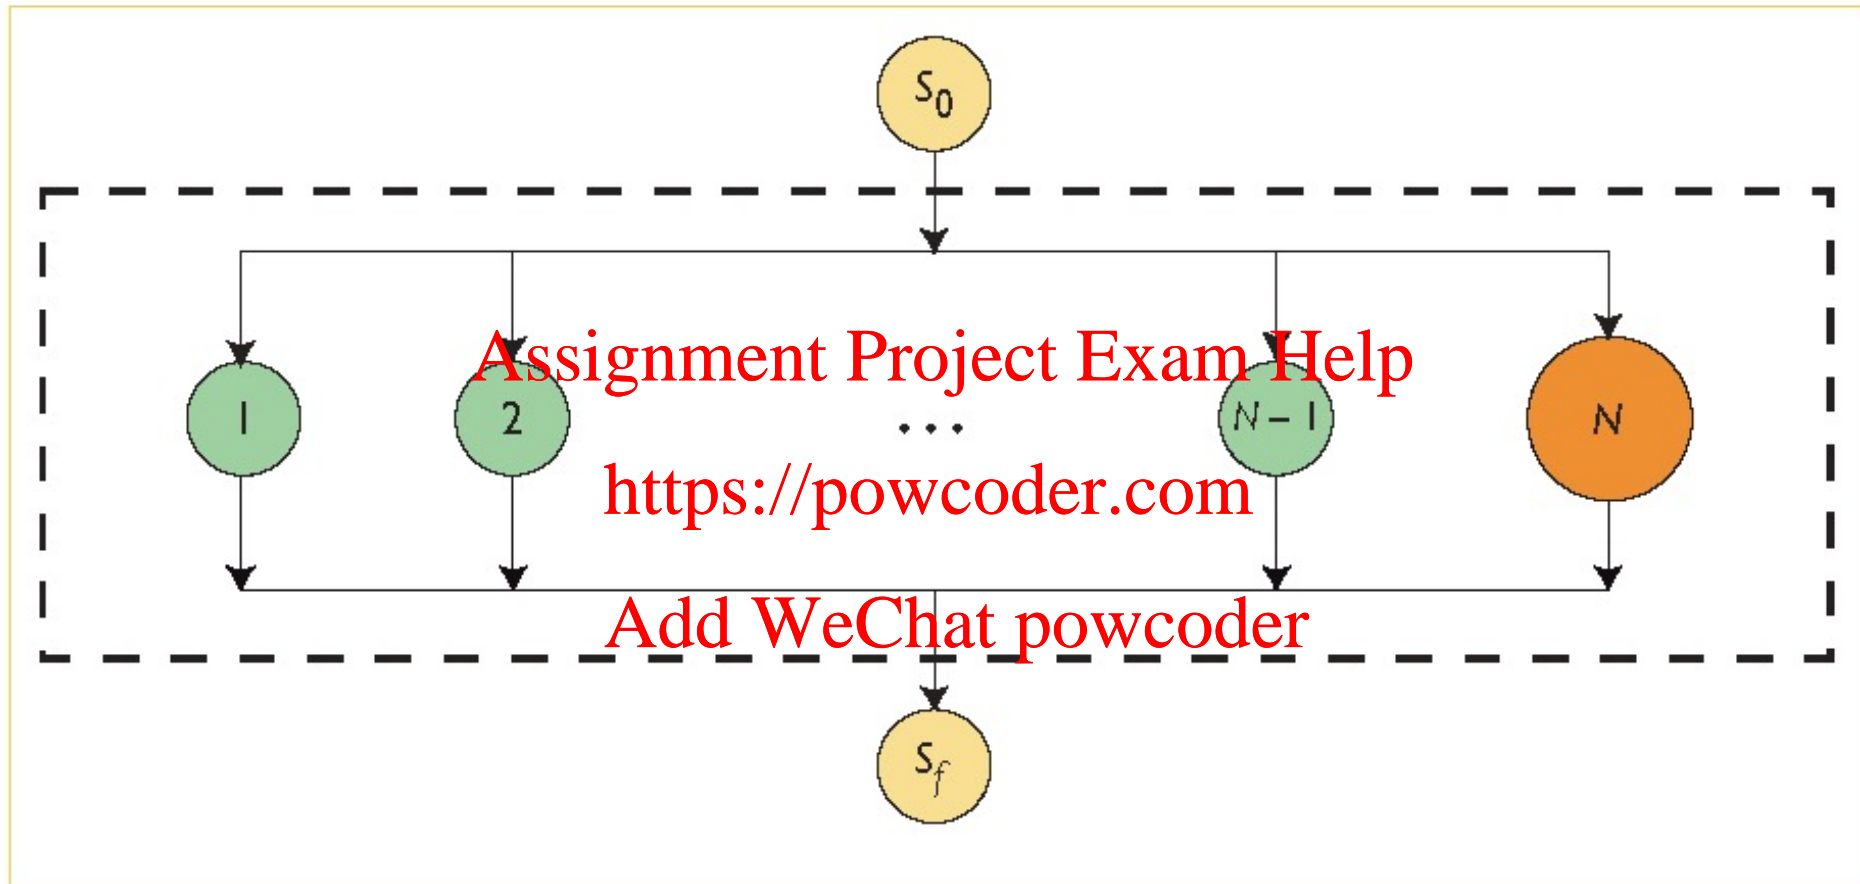 S0
Assignment Project Exam Help
1 2 ... N – 1 N
https://powcoder.com
Add WeChat powcoder
Sf